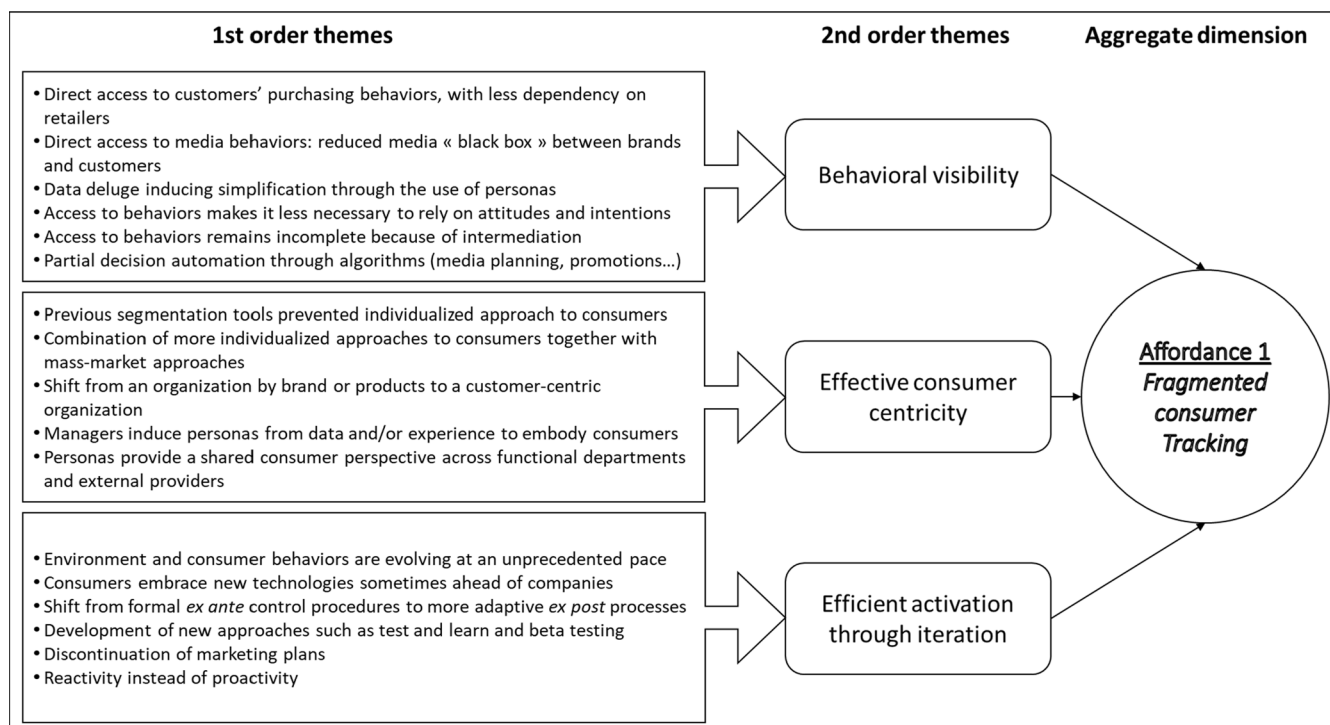 1st order themes
2nd order themes
Aggregate dimension
• Direct access to customers’ purchasing behaviors, with less dependency on
retailers
• Direct access to media behaviors: reduced media « black box » between brands
and customers
• Data deluge inducing simplification through the use of personas
• Access to behaviors makes it less necessary to rely on attitudes and intentions
• Access to behaviors remains incomplete because of intermediation
• Partial decision automation through algorithms (media planning, promotions…)
Behavioral visibility
• Previous segmentation tools prevented individualized approach to consumers
• Combination of more individualized approaches to consumers together with
mass-market approaches
• Shift from an organization by brand or products to a customer-centric
organization
• Managers induce personas from data and/or experience to embody consumers
• Personas provide a shared consumer perspective across functional departments
and external providers
Effective consumer
centricity
Affordance 1
Fragmented
consumer
Tracking
• Environment and consumer behaviors are evolving at an unprecedented pace
• Consumers embrace new technologies sometimes ahead of companies
• Shift from formal ex ante control procedures to more adaptive ex post processes
• Development of new approaches such as test and learn and beta testing
• Discontinuation of marketing plans
• Reactivity instead of proactivity
Efficient activation
through iteration